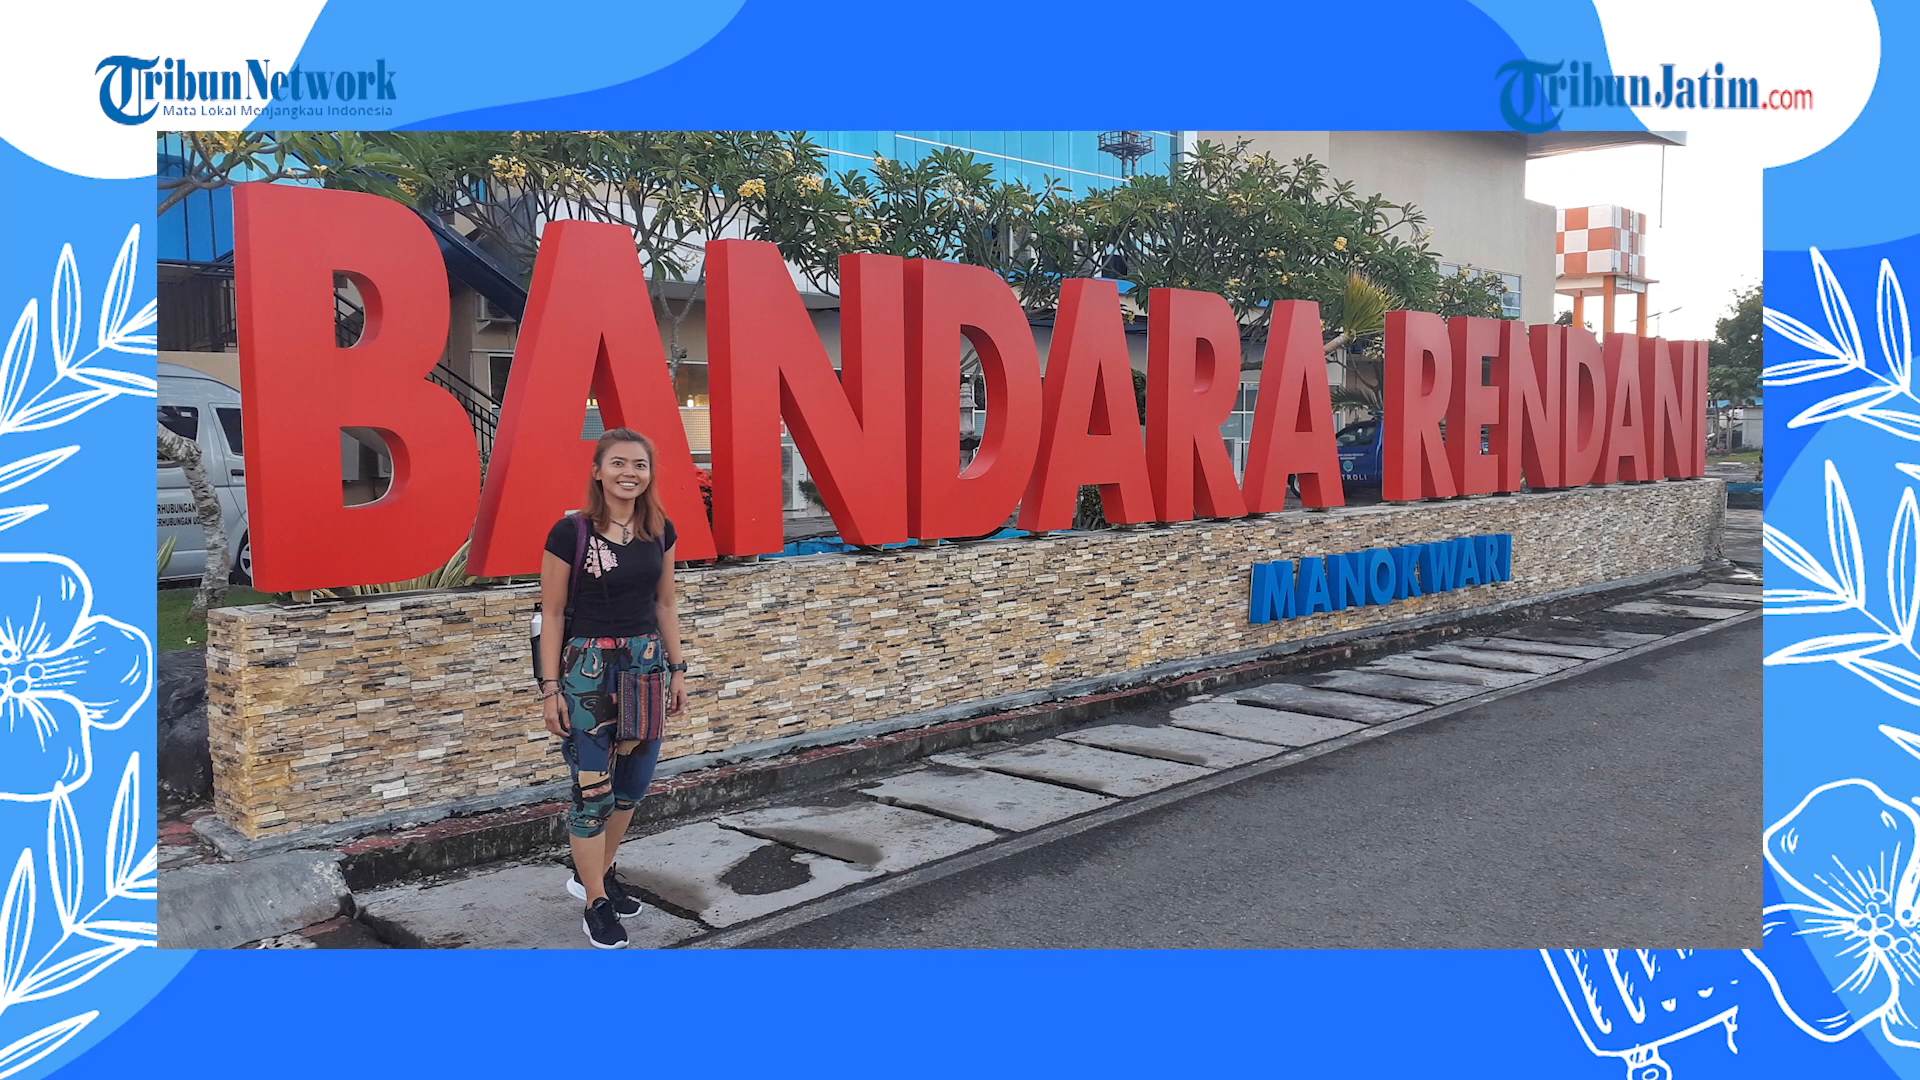 TribunNetwork
Mata Lokal Menjangkau Indonesia
TribunJatim.com
BANDARA RENDANI
MANOKWARI